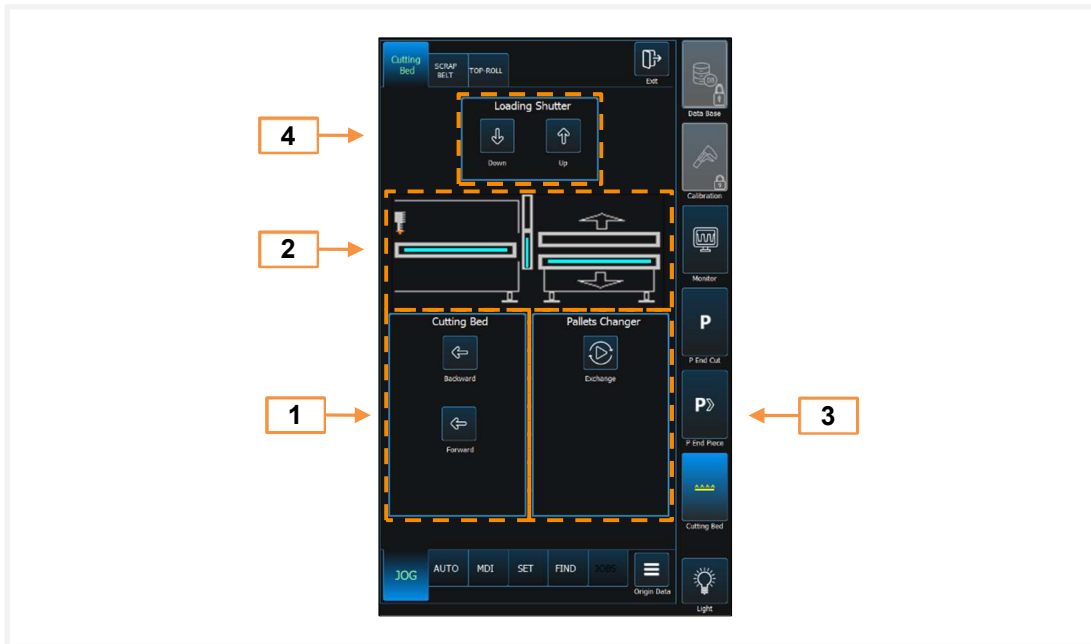 Cutting
Bed
SCRAP
BELT
TOP-ROLL
Exit
Data Base
Loading Shutter
Down
Up
4
Calibration
2
Monitor
Cutting Bed
Pallets Changer
P
Backward
Exchange
P End Cut
1
Forward
P»
3
P End Piece
Cutting Bed
JOG
AUTO
MDI
SET
FIND
JOBS
Origin Data
Light